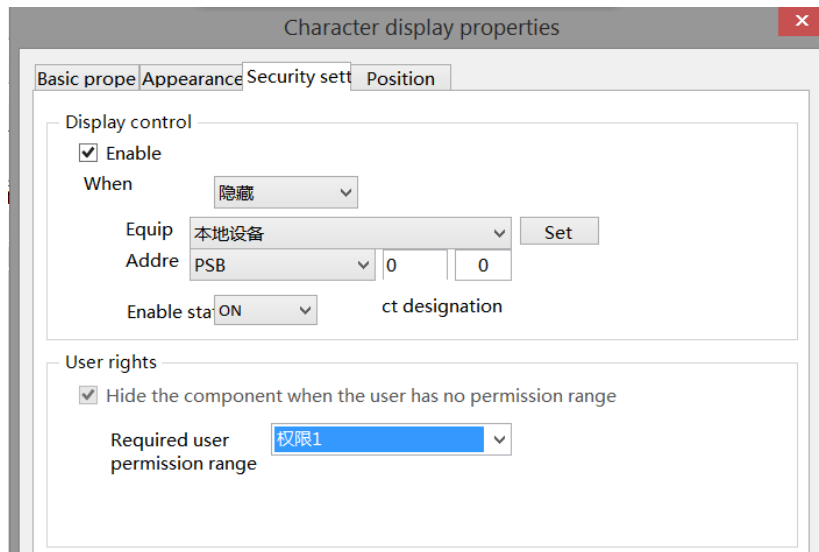 Character display properties
Basic prope Appearance Security sett Position
Display control
Enable
When 隐藏
Equip 本地设备 Set
Addre PSB 0 0
Enable sta ON ct designation
User rights
Hide the component when the user has no permission range
Required user 权限1
permission range